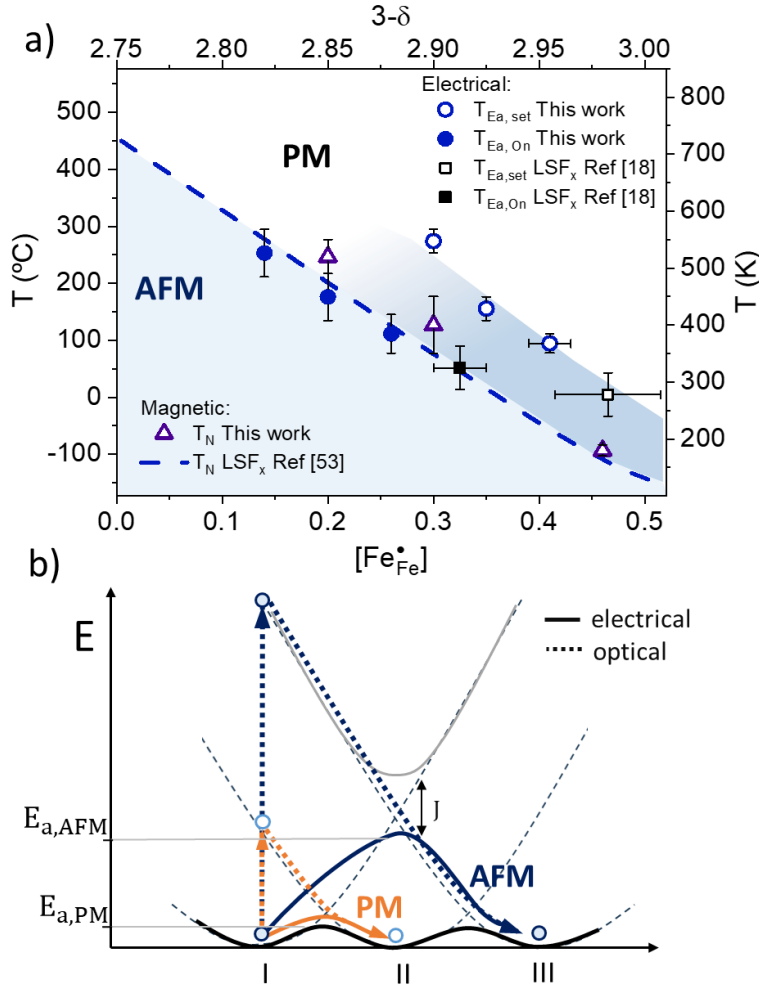 a)
3-δ
2.75 2.80 2.85 2.90 2.95 3.00
Electrical:
T_Ea, set This work
T_Ea, On This work
T_Ea,set LSF_x Ref [18]
T_Ea,On LSF_x Ref [18]
PM
AFM
Magnetic:
T_N This work
T_N LSF_x Ref [53]
T (ºC)
500
400
300
200
100
0
-100
T (K)
800
700
600
500
400
300
200
0.0 0.1 0.2 0.3 0.4 0.5
[Fe^•_Fe]
b)
E
electrical
optical
J
E_a,AFM
AFM
PM
E_a,PM
I II III